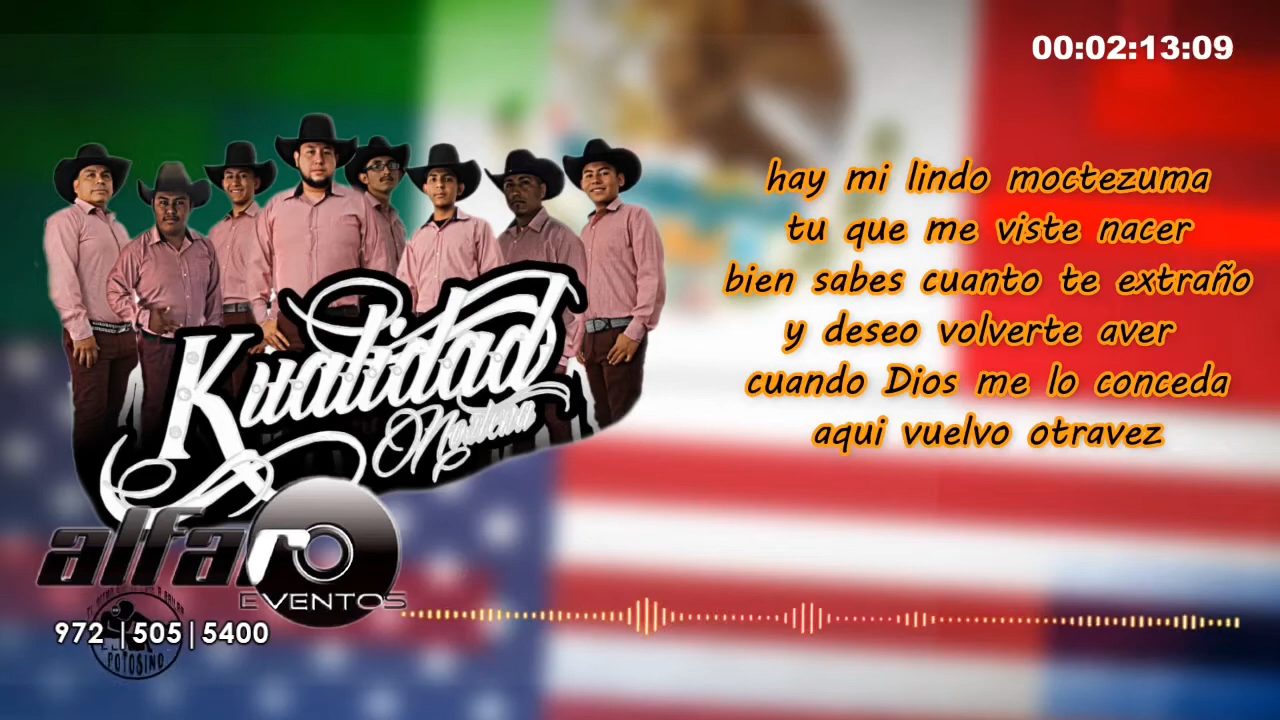 00:02:13:09
hay mi lindo moctezuma
tu que me viste nacer
bien sabes cuanto te extraño
y deseo volverte aver
cuando Dios me lo conceda
aqui vuelvo otravez
Kualidad
Norteña
alfaro
EVENTOS
972 |505|5400
POTOSINO